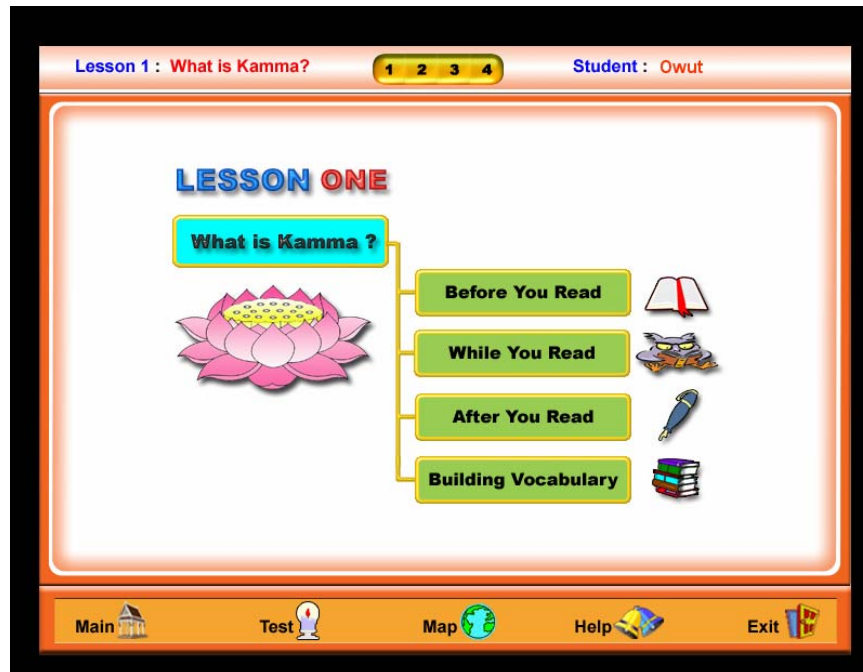 Lesson 1 : What is Kamma? 1 2 3 4 Student : Owut
LESSON ONE
What is Kamma ?
Before You Read
While You Read
After You Read
Building Vocabulary
Main Test Map Help Exit